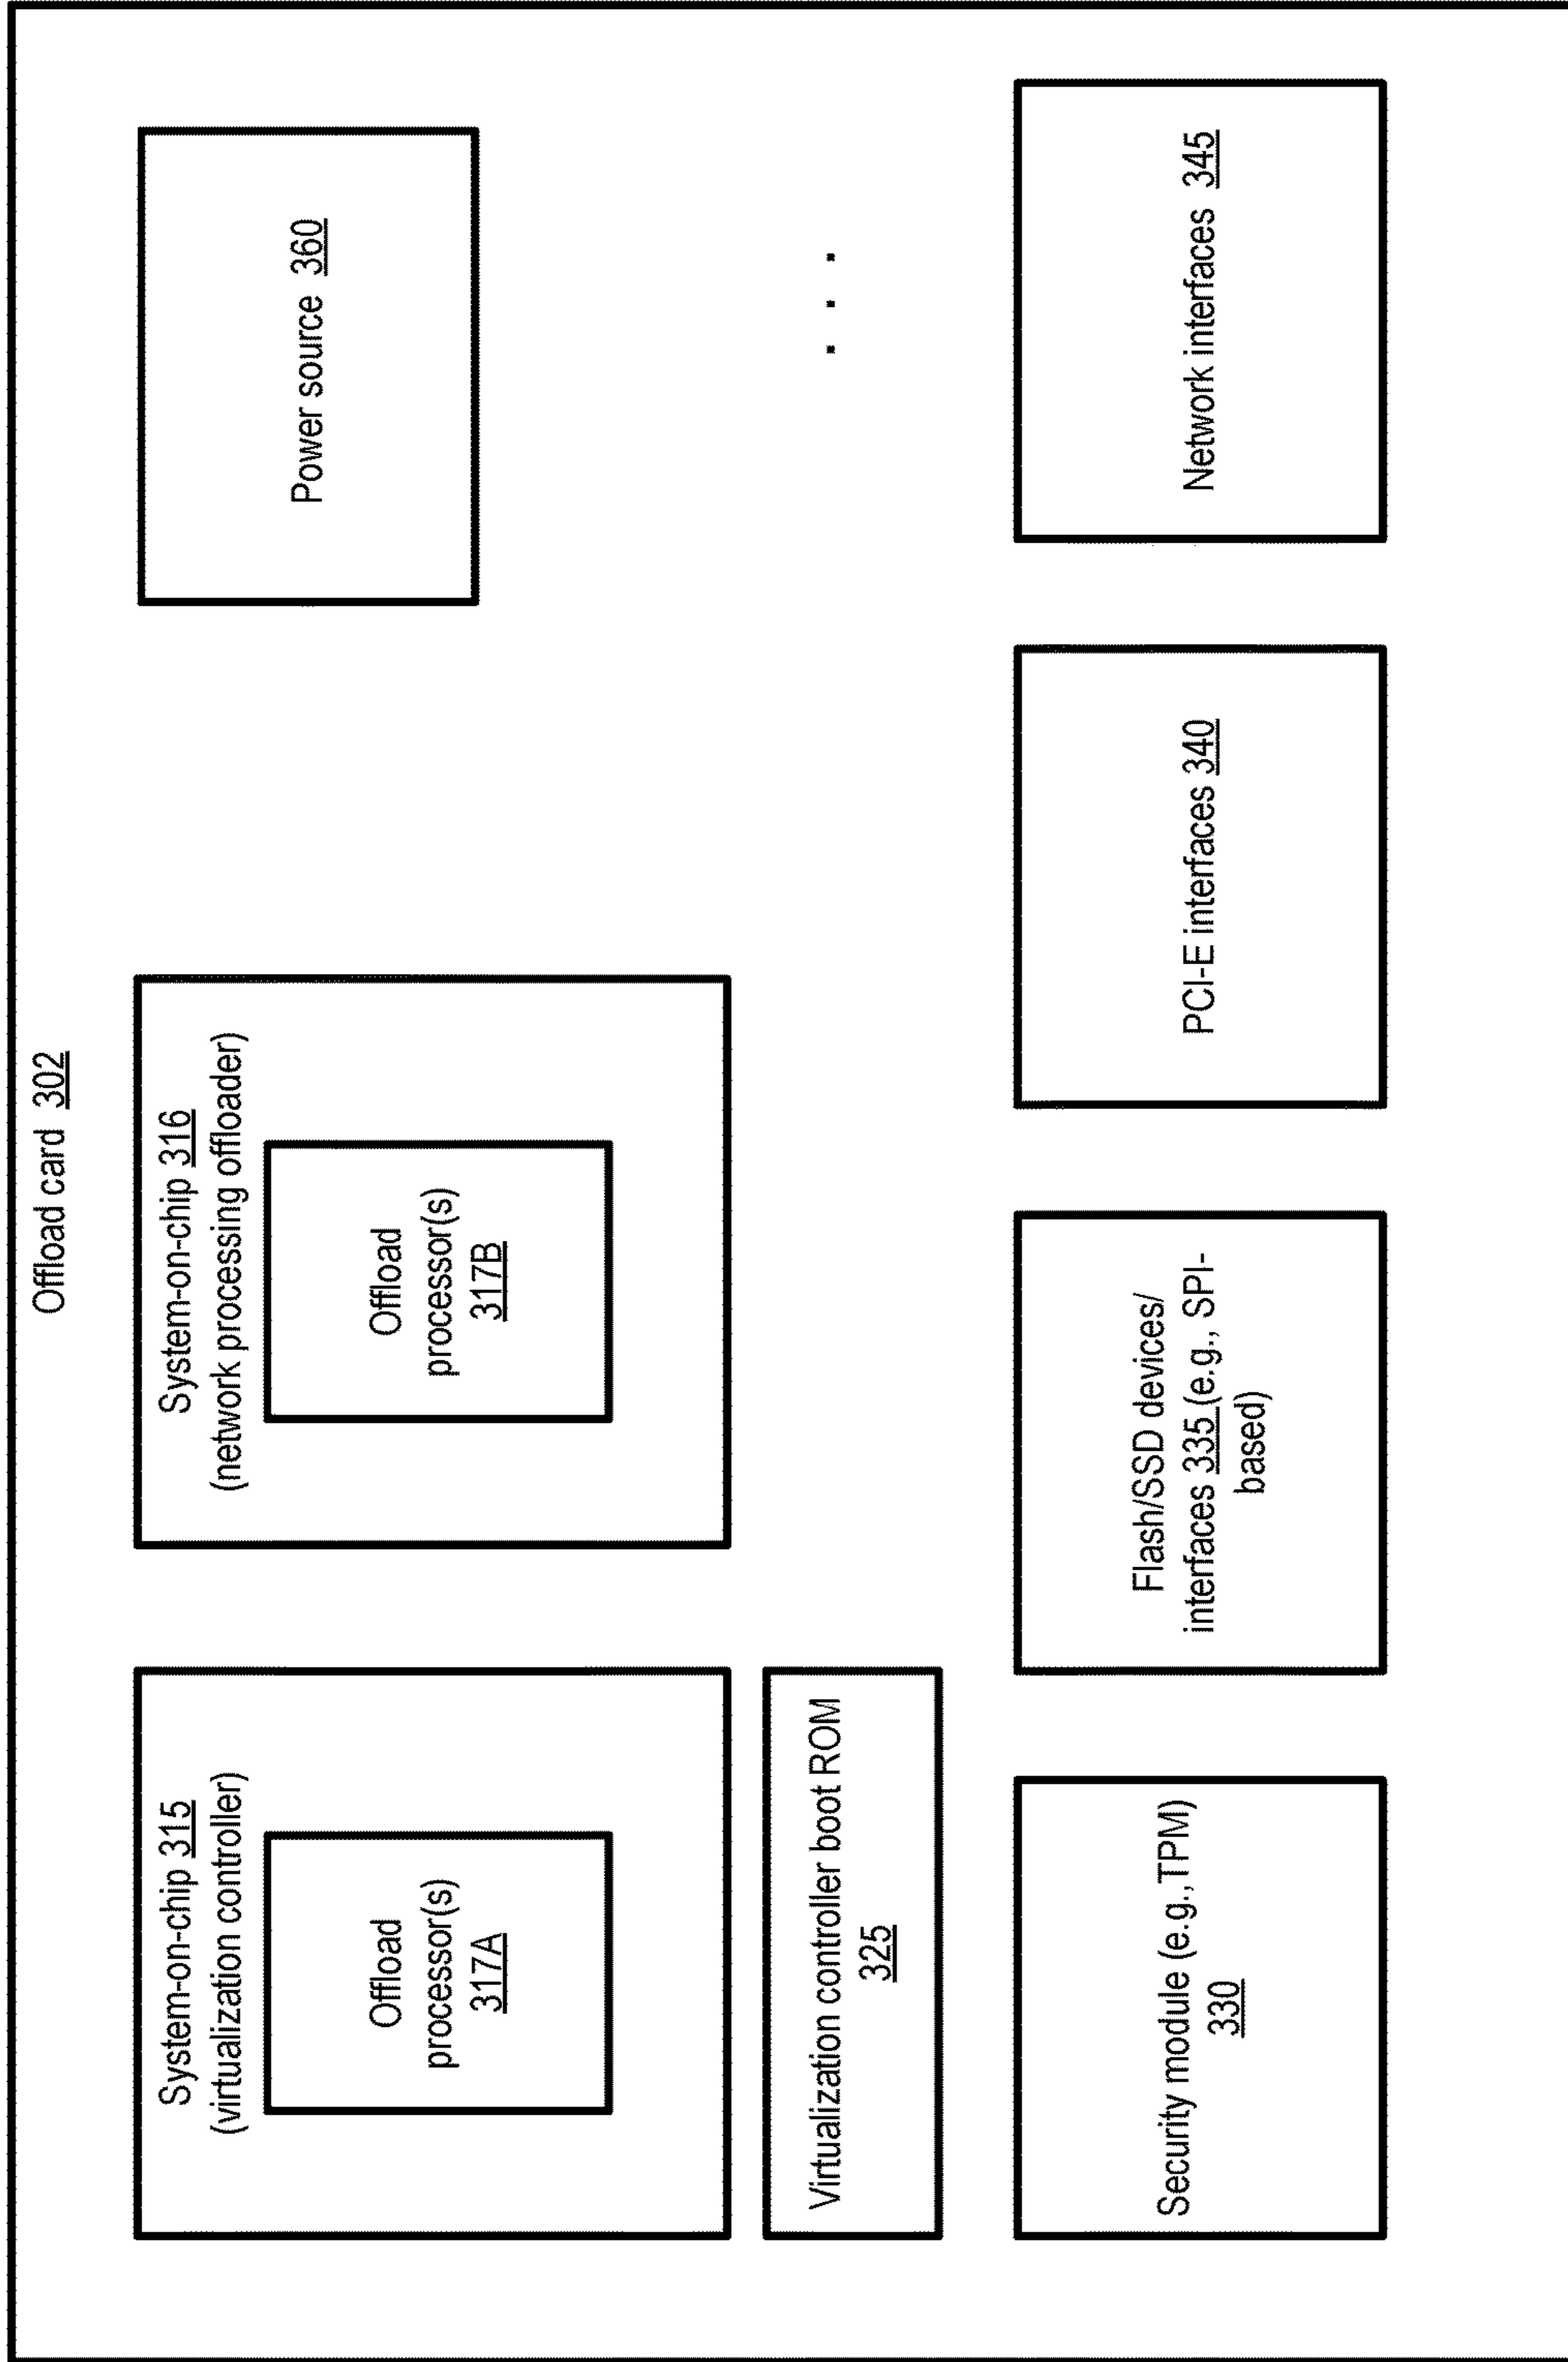 Offload card 302
System-on-chip 315
(virtualization controller)
Offload
processor(s)
317A
System-on-chip 316
(network processing offloader)
Offload
processor(s)
317B
Power source 360
Virtualization controller boot ROM
325
. . .
Security module (e.g.,TPM)
330
Flash/SSD devices/
interfaces 335 (e.g., SPI-
based)
PCI-E interfaces 340
Network interfaces 345